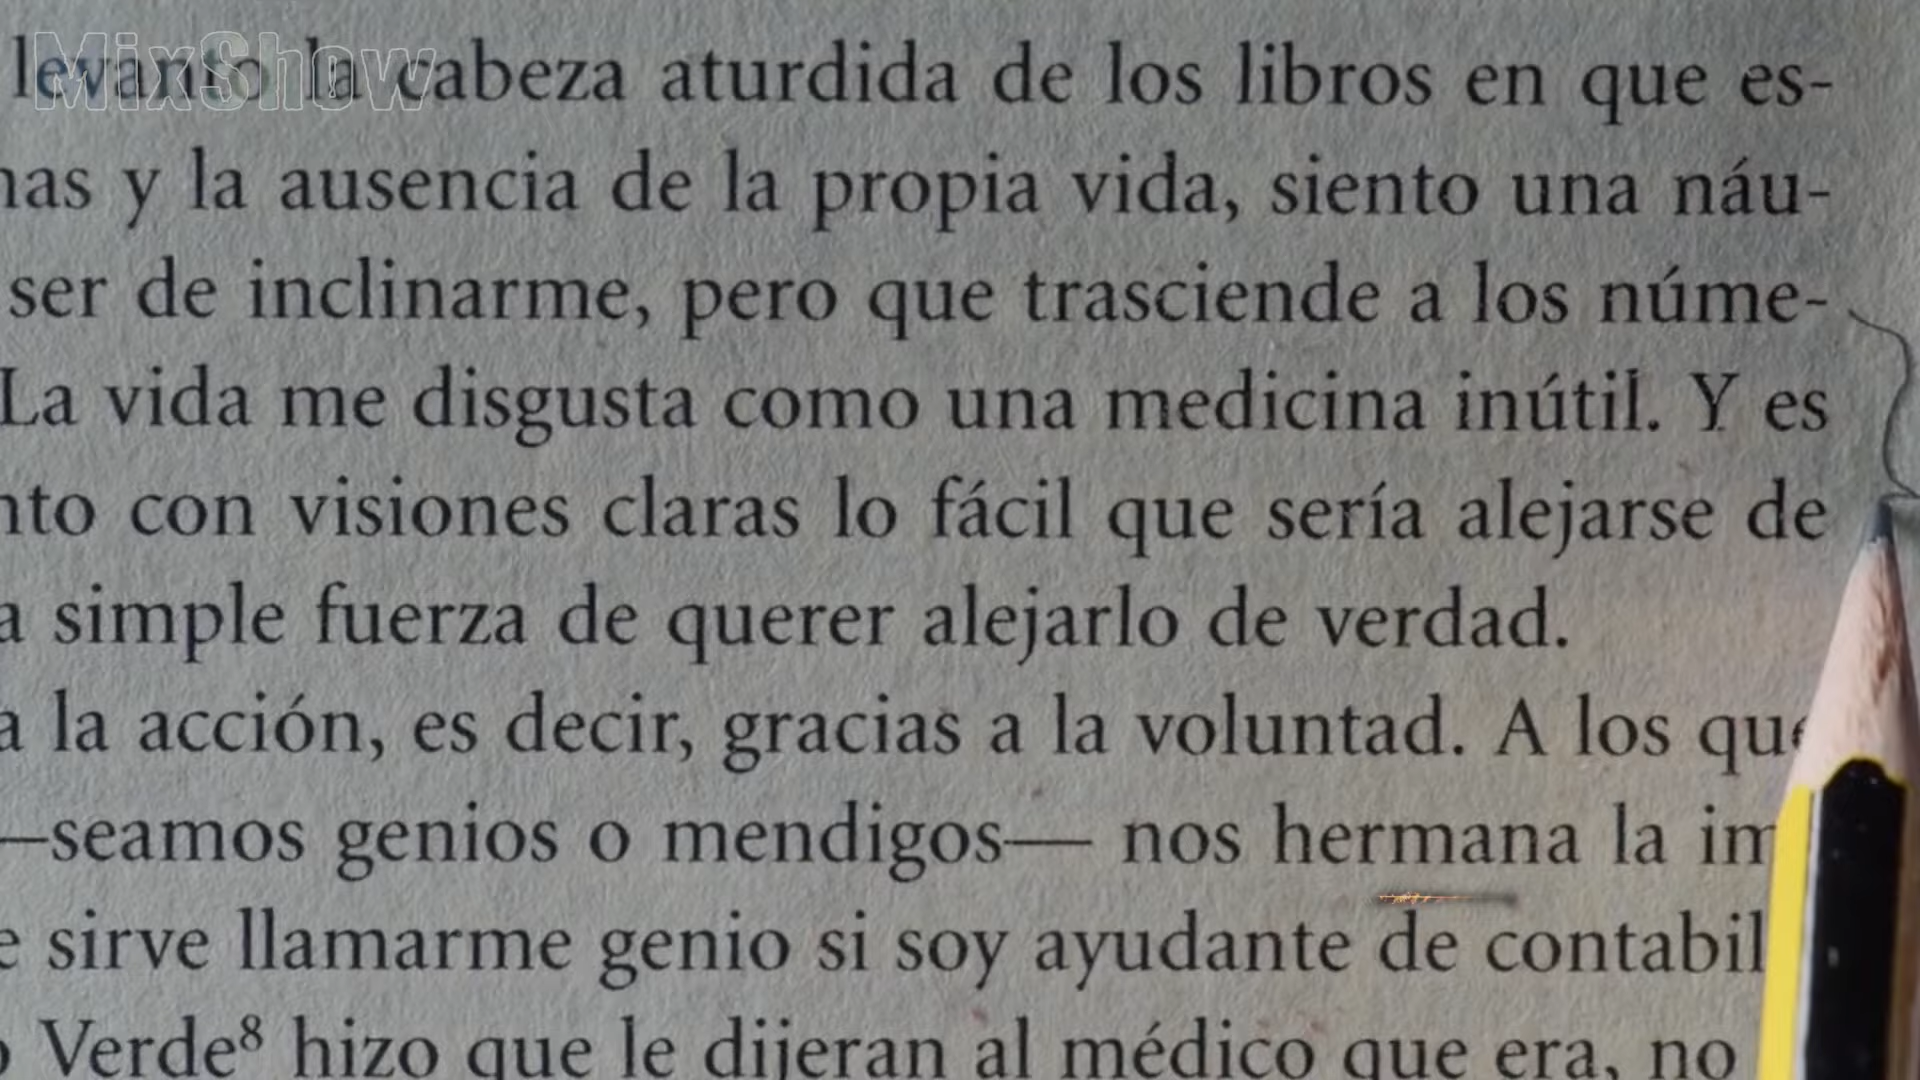 MixShow
levanto la cabeza aturdida de los libros en que es-
y la ausencia de la propia vida, siento una náu-
ser de inclinarme, pero que trasciende a los núme-
La vida me disgusta como una medicina inútil. Y es
con visiones claras lo fácil que sería alejarse de
a simple fuerza de querer alejarlo de verdad.
a la acción, es decir, gracias a la voluntad. A los que
—seamos genios o mendigos— nos hermana la im
sirve llamarme genio si soy ayudante de contabil
Verde⁸ hizo que le dijeran al médico que era, no